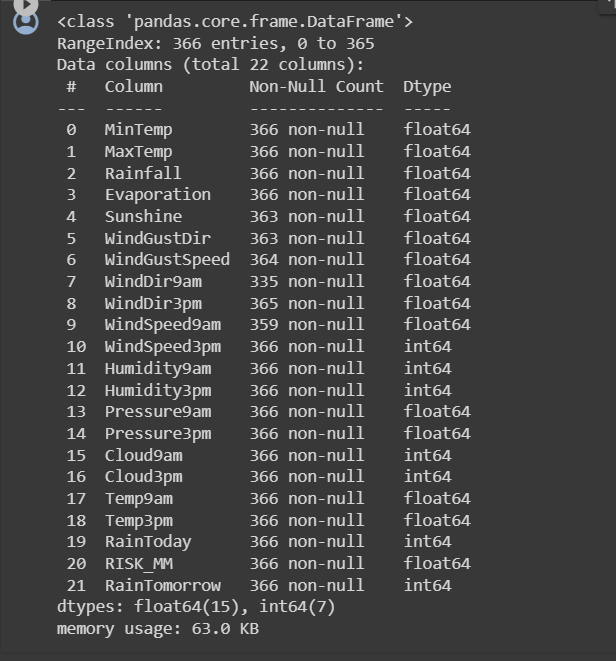 <class 'pandas.core.frame.DataFrame'>
RangeIndex: 366 entries, 0 to 365
Data columns (total 22 columns):
 #   Column         Non-Null Count  Dtype
---  ------         --------------  -----
 0   MinTemp        366 non-null    float64
 1   MaxTemp        366 non-null    float64
 2   Rainfall       366 non-null    float64
 3   Evaporation    366 non-null    float64
 4   Sunshine       363 non-null    float64
 5   WindGustDir    363 non-null    float64
 6   WindGustSpeed  364 non-null    float64
 7   WindDir9am     335 non-null    float64
 8   WindDir3pm     365 non-null    float64
 9   WindSpeed9am   359 non-null    float64
 10  WindSpeed3pm   366 non-null    int64
 11  Humidity9am    366 non-null    int64
 12  Humidity3pm    366 non-null    int64
 13  Pressure9am    366 non-null    float64
 14  Pressure3pm    366 non-null    float64
 15  Cloud9am       366 non-null    int64
 16  Cloud3pm       366 non-null    int64
 17  Temp9am        366 non-null    float64
 18  Temp3pm        366 non-null    float64
 19  RainToday      366 non-null    int64
 20  RISK_MM        366 non-null    float64
 21  RainTomorrow   366 non-null    int64
dtypes: float64(15), int64(7)
memory usage: 63.0 KB